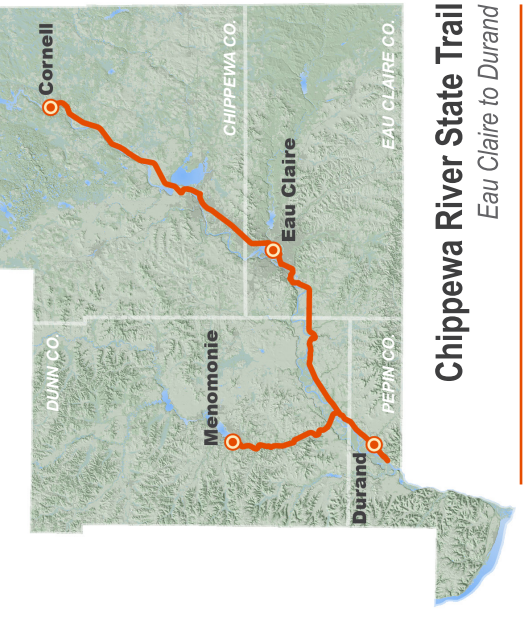 Chippewa River State Trail
Eau Claire to Durand
Cornell
CHIPPEWA CO.
EAU CLAIRE CO.
Eau Claire
DUNN CO.
Menomonie
PEPIN CO.
Durand